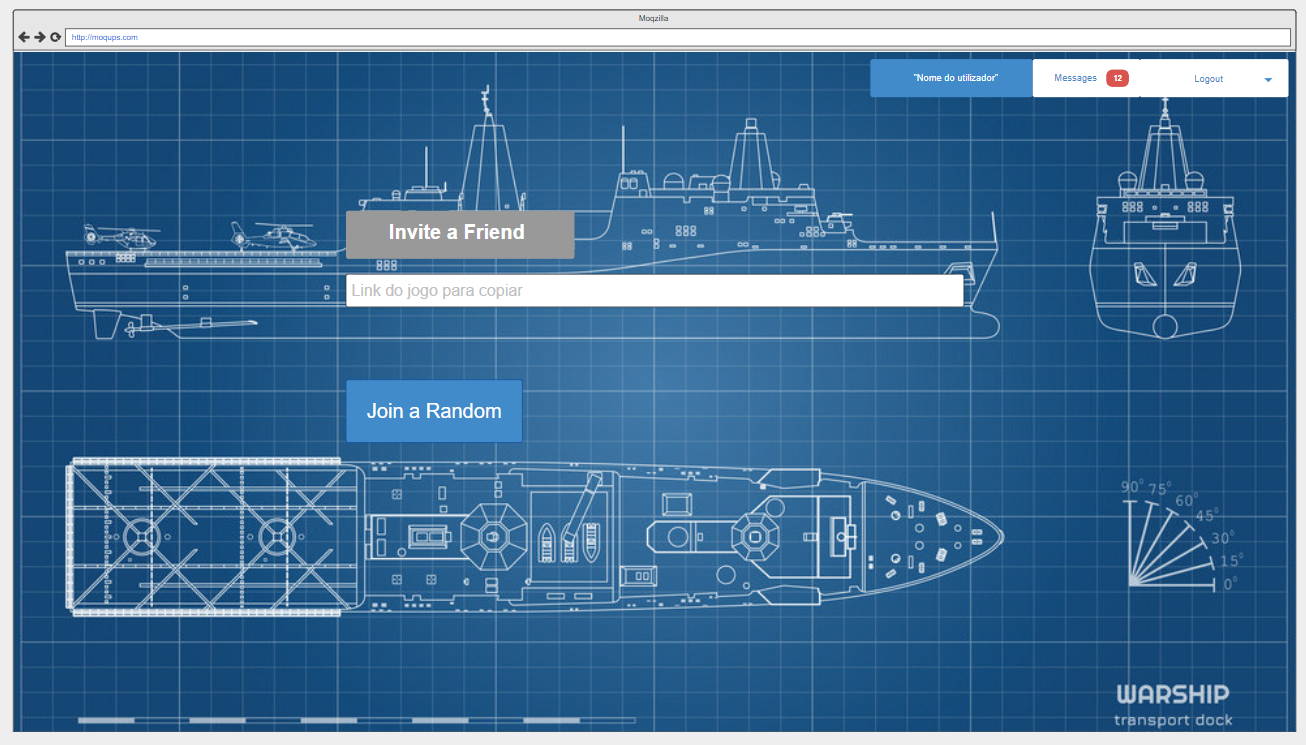 Moqzilla
http://moqups.com
"Nome do utilizador"
Messages 12
Logout
Invite a Friend
Link do jogo para copiar
Join a Random
90°
75°
60°
45°
30°
15°
0°
WARSHIP
transport dock